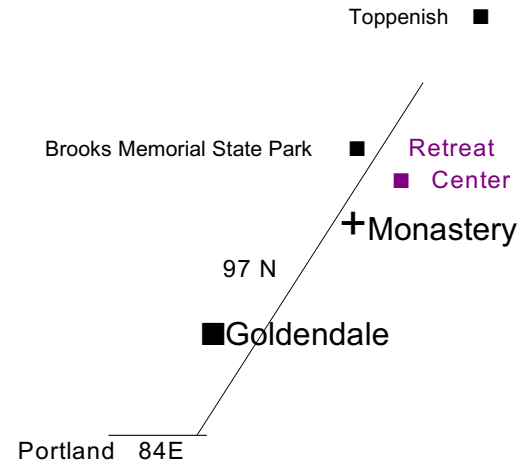 Toppenish
Brooks Memorial State Park
Retreat
Center
Monastery
97 N
Goldendale
Portland 84E